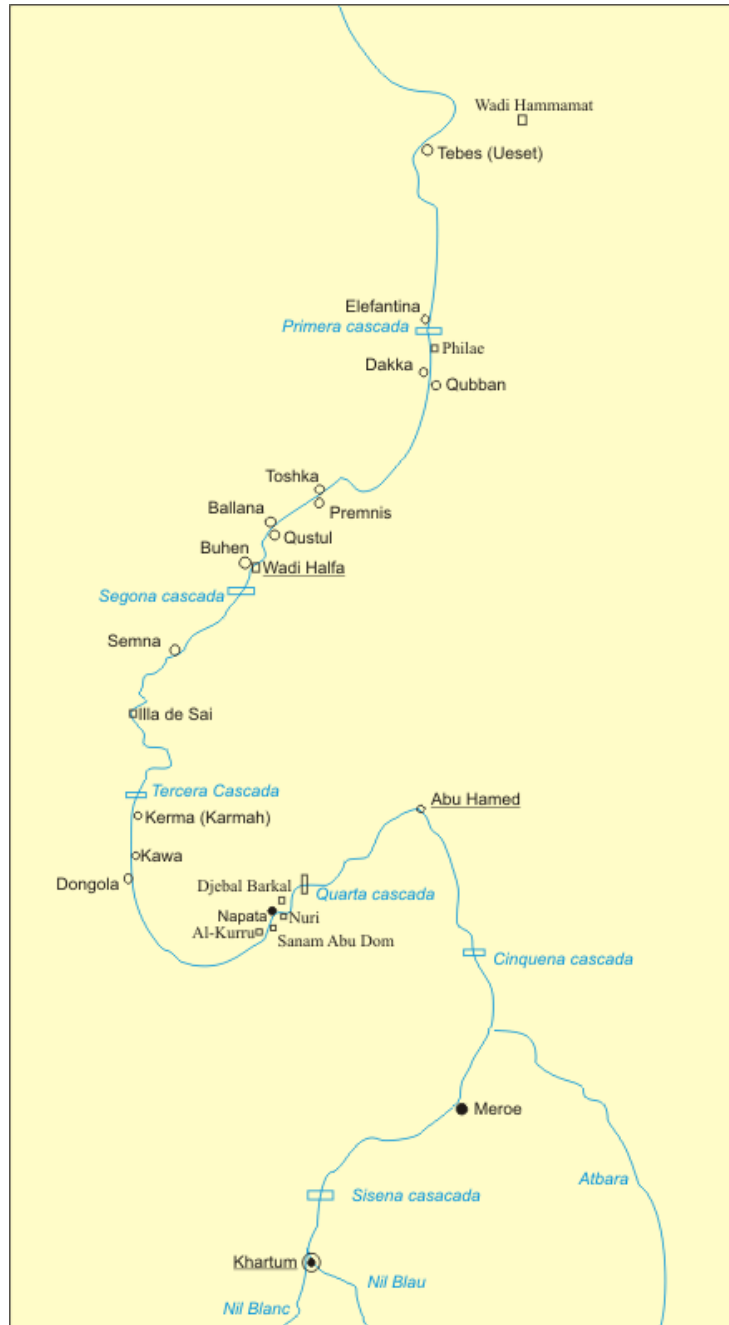 Wadi Hammamat
Tebes (Ueset)
Elefantina
Primera cascada
Philae
Dakka
Qubban
Toshka
Premnis
Ballana
Qustul
Buhen
Wadi Halfa
Segona cascada
Semna
Illa de Sai
Tercera Cascada
Abu Hamed
Kerma (Karmah)
Kawa
Dongola
Djebal Barkal
Quarta cascada
Napata
Nuri
Al-Kurru
Sanam Abu Dom
Cinquena cascada
Meroe
Atbara
Sisena casacada
Khartum
Nil Blau
Nil Blanc